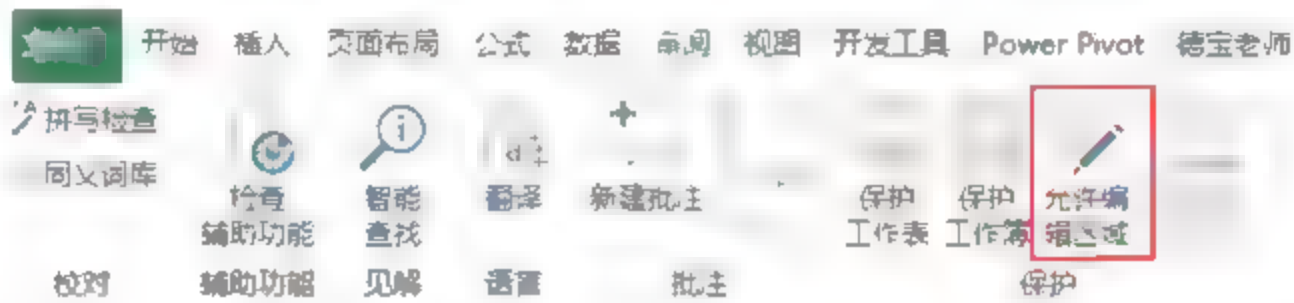 开始 插入 页面布局 公式 数据 审阅 视图 开发工具 Power Pivot 德宝老师
拼写检查
同义词库
检查
辅助功能
智能
查找
翻译
新建批注
保护
工作表
保护
工作簿
允许编
辑区域
校对 辅助功能 见解 语言 批注 保护